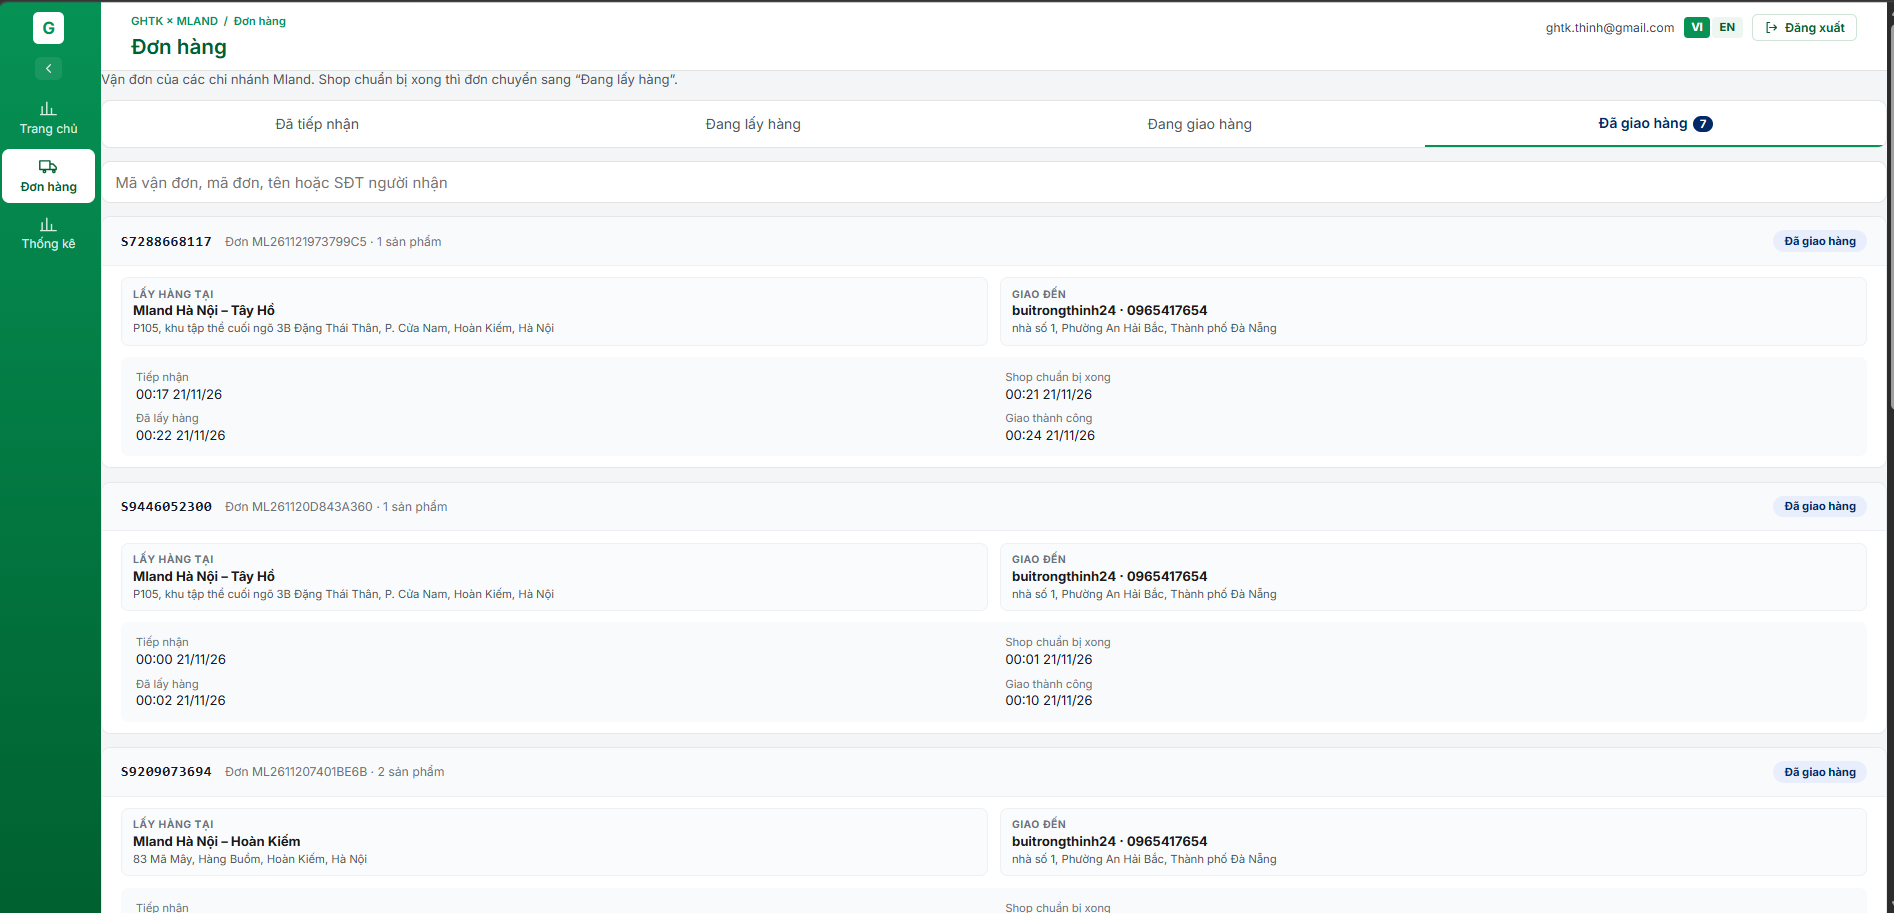 G
GHTK × MLAND / Đơn hàng
Đơn hàng
ghtk.thinh@gmail.com VI EN Đăng xuất
Trang chủ
Đơn hàng
Thống kê
Vận đơn của các chi nhánh Mland. Shop chuẩn bị xong thì đơn chuyển sang “Đang lấy hàng”.
Đã tiếp nhận Đang lấy hàng Đang giao hàng Đã giao hàng 7
Mã vận đơn, mã đơn, tên hoặc SĐT người nhận
S7288668117 Đơn ML261121973799C5 · 1 sản phẩm Đã giao hàng
LẤY HÀNG TẠI
Mland Hà Nội – Tây Hồ
P105, khu tập thể cuối ngõ 3B Đặng Thái Thân, P. Cửa Nam, Hoàn Kiếm, Hà Nội
GIAO ĐẾN
buitrongthinh24 · 0965417654
nhà số 1, Phường An Hải Bắc, Thành phố Đà Nẵng
Tiếp nhận
00:17 21/11/26
Shop chuẩn bị xong
00:21 21/11/26
Đã lấy hàng
00:22 21/11/26
Giao thành công
00:24 21/11/26
S9446052300 Đơn ML261120D843A360 · 1 sản phẩm Đã giao hàng
LẤY HÀNG TẠI
Mland Hà Nội – Tây Hồ
P105, khu tập thể cuối ngõ 3B Đặng Thái Thân, P. Cửa Nam, Hoàn Kiếm, Hà Nội
GIAO ĐẾN
buitrongthinh24 · 0965417654
nhà số 1, Phường An Hải Bắc, Thành phố Đà Nẵng
Tiếp nhận
00:00 21/11/26
Shop chuẩn bị xong
00:01 21/11/26
Đã lấy hàng
00:02 21/11/26
Giao thành công
00:10 21/11/26
S9209073694 Đơn ML2611207401BE6B · 2 sản phẩm Đã giao hàng
LẤY HÀNG TẠI
Mland Hà Nội – Hoàn Kiếm
83 Mã Mây, Hàng Buồm, Hoàn Kiếm, Hà Nội
GIAO ĐẾN
buitrongthinh24 · 0965417654
nhà số 1, Phường An Hải Bắc, Thành phố Đà Nẵng
Tiếp nhận
Shop chuẩn bị xong